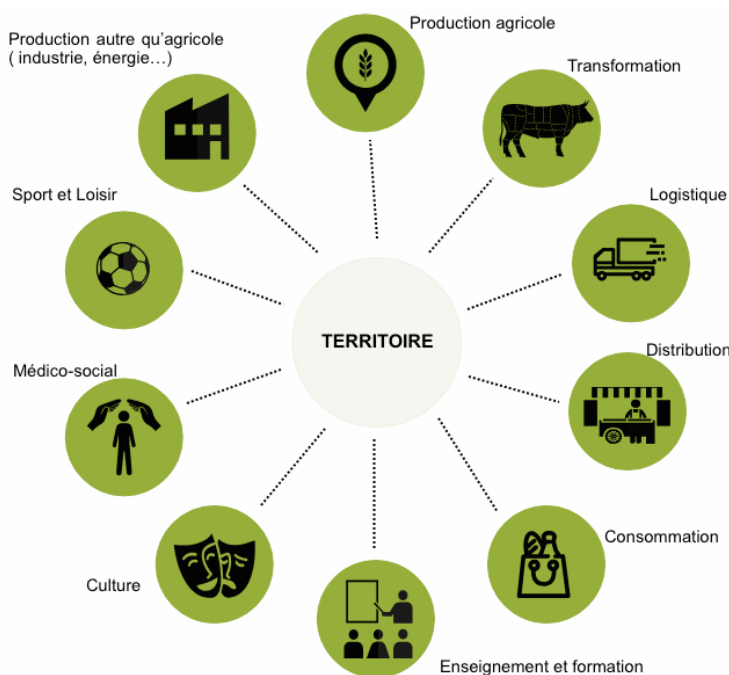 Production agricole
Production autre qu'agricole
( industrie, énergie…)
Transformation
Sport et Loisir
Logistique
TERRITOIRE
Distribution
Médico-social
Consommation
Culture
Enseignement et formation